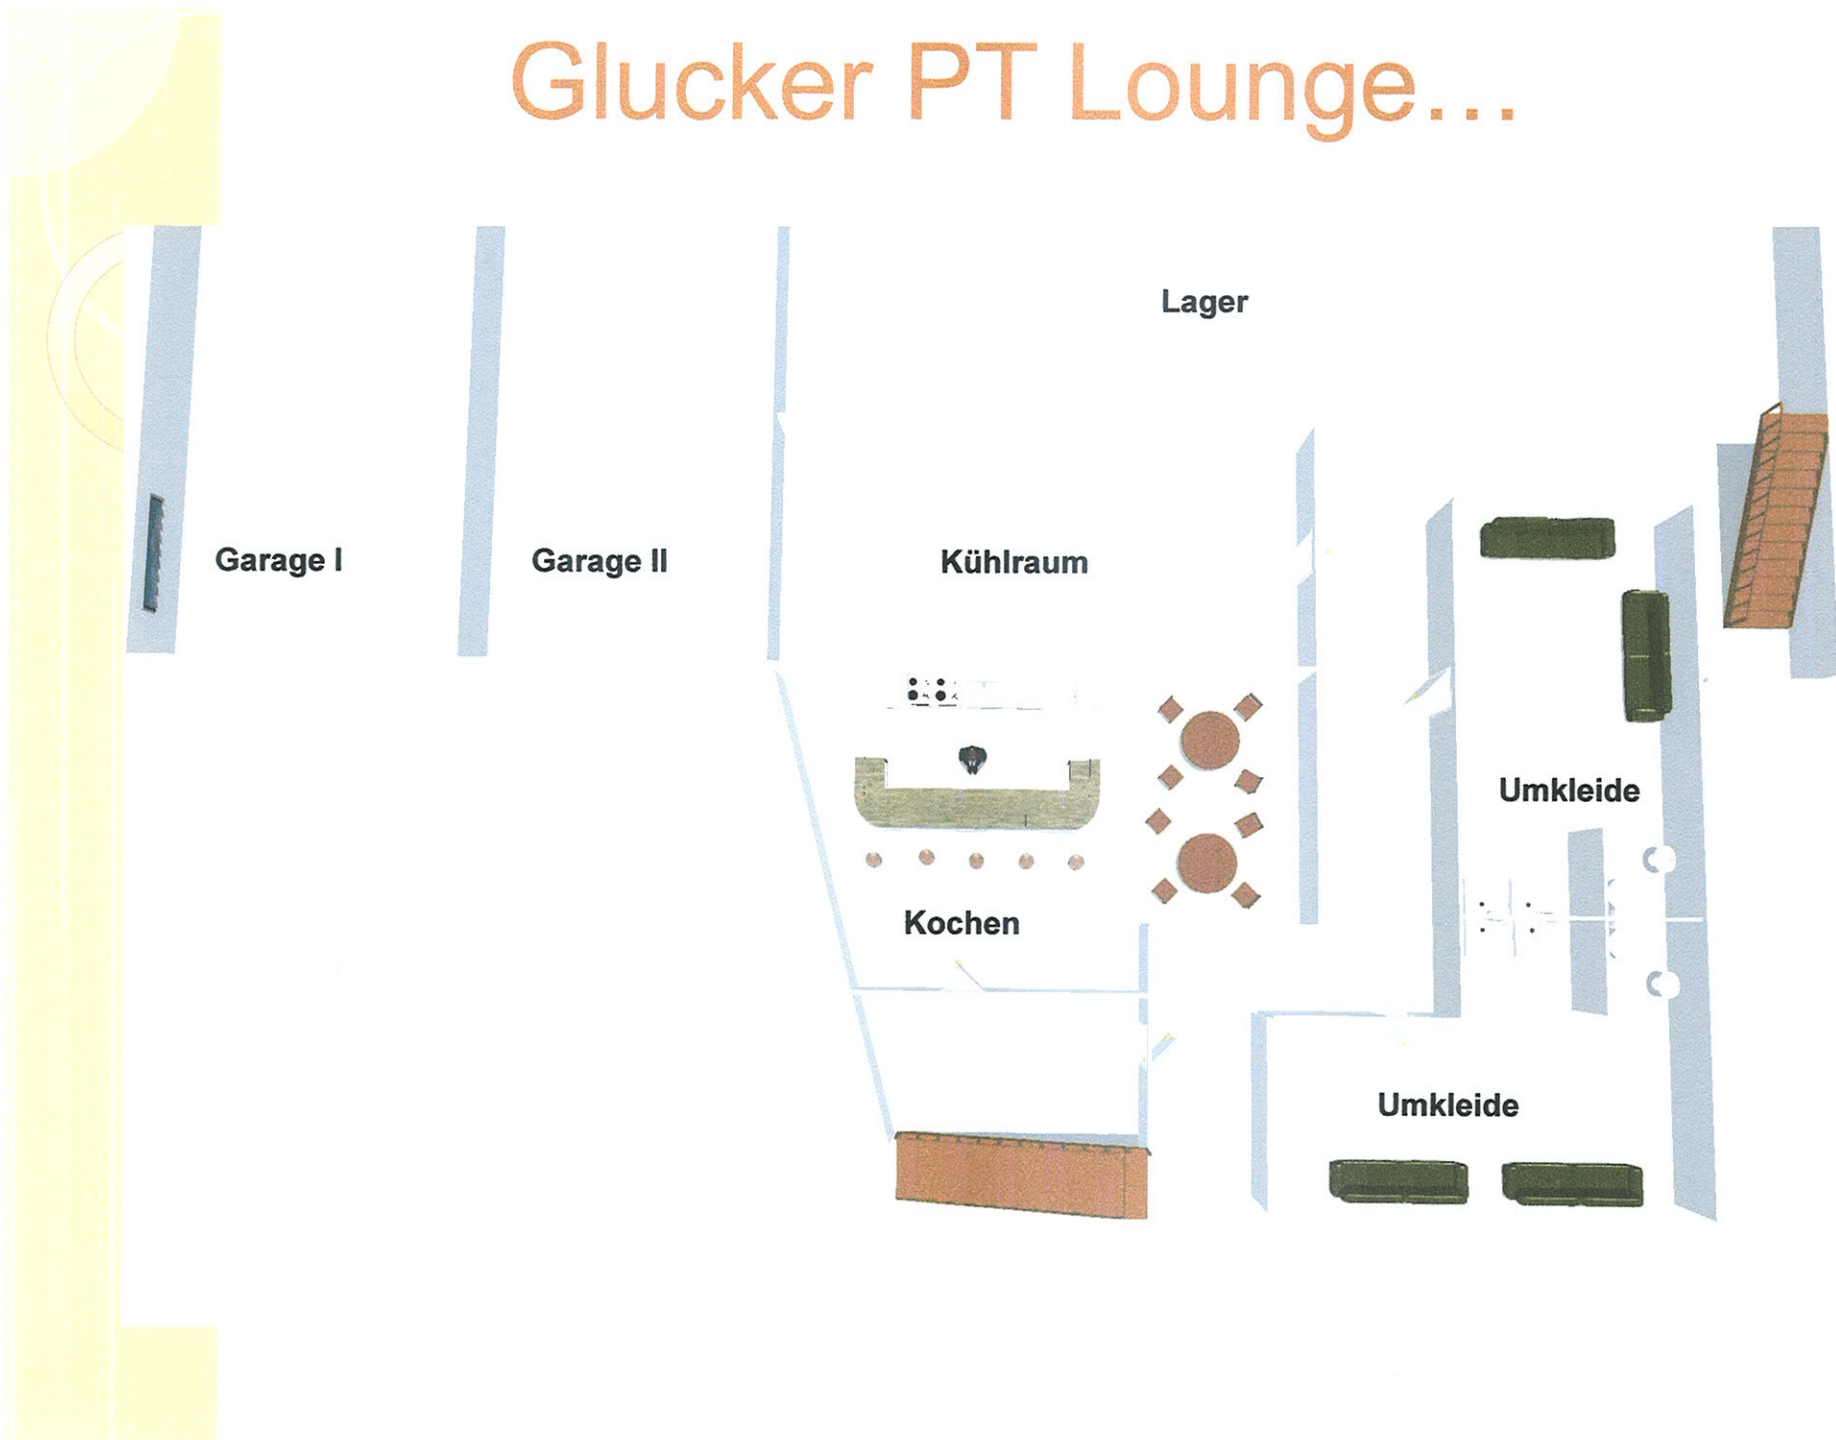 Glucker PT Lounge...
Lager
Garage I
Garage II
Kühlraum
Umkleide
Kochen
Umkleide